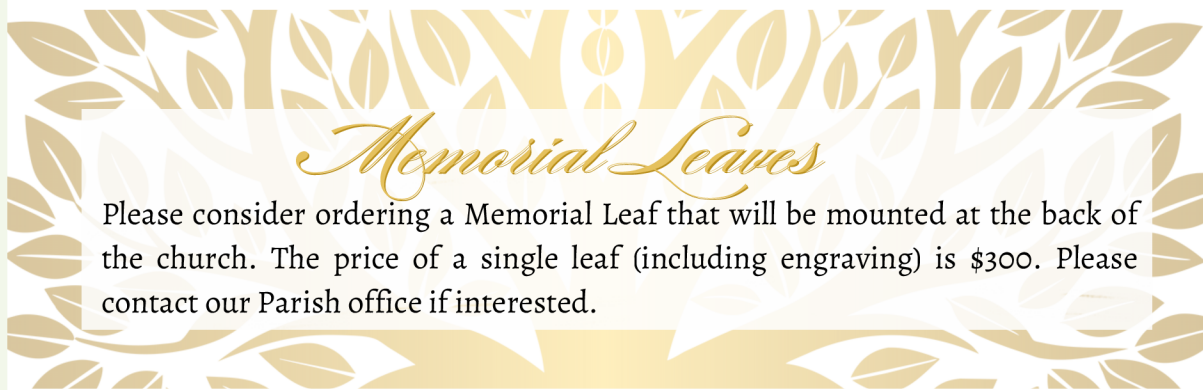 Memorial Leaves
Please consider ordering a Memorial Leaf that will be mounted at the back of
the church. The price of a single leaf (including engraving) is $300. Please
contact our Parish office if interested.